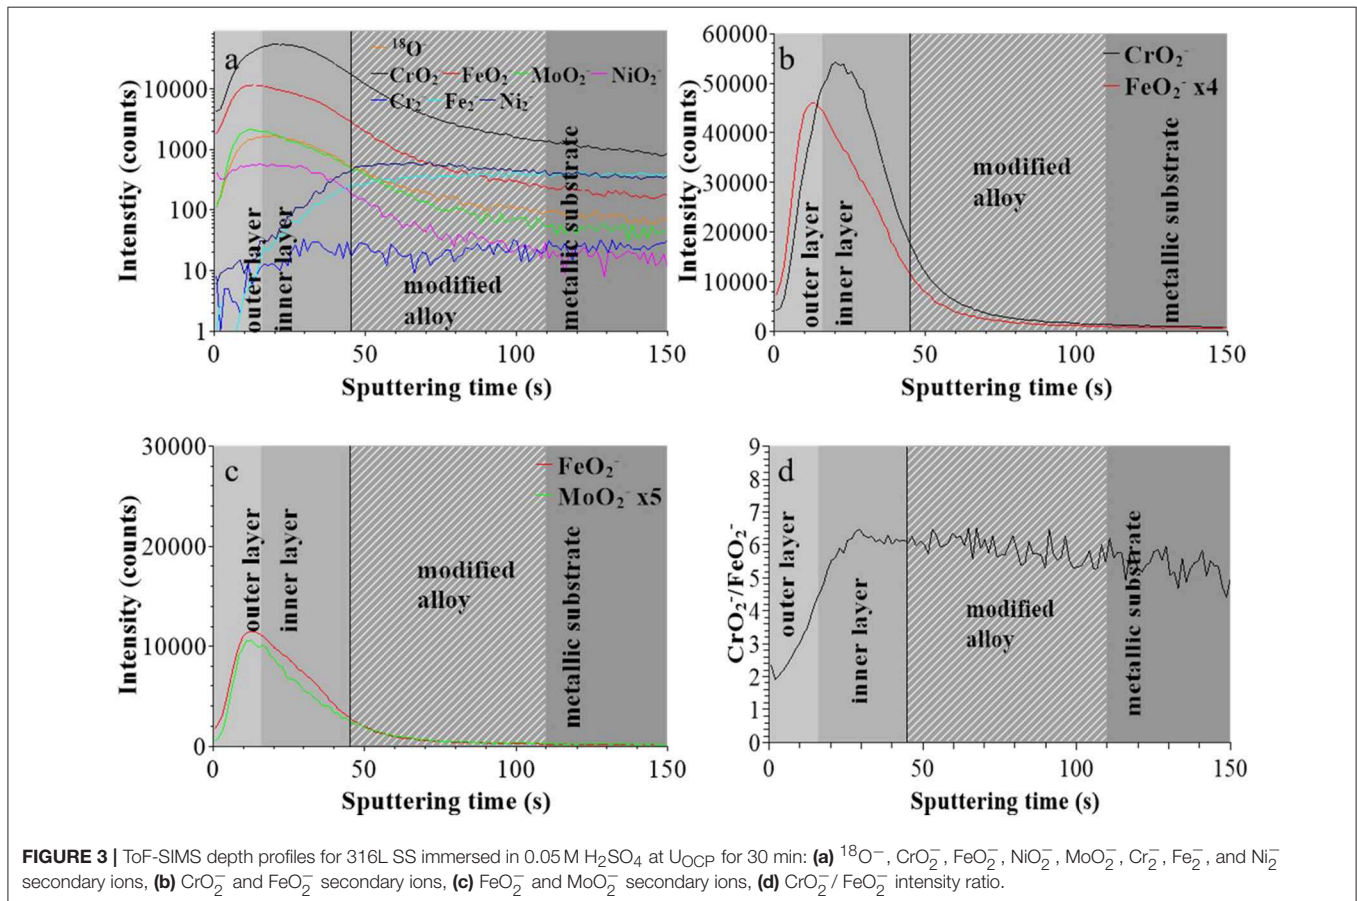 a
¹⁸O⁻
CrO₂⁻ FeO₂⁻ MoO₂⁻ NiO₂⁻
Cr₂⁻ Fe₂⁻ Ni₂⁻
10000
1000
100
10
1
Intenstiy (counts)
outer layer
inner layer
modified
alloy
metallic substrate
0 50 100 150
Sputtering time (s)
b
CrO₂⁻
FeO₂⁻ x4
60000
50000
40000
30000
20000
10000
0
Intensity (counts)
outer layer
inner layer
modified
alloy
metallic substrate
0 50 100 150
Sputtering time (s)
c
FeO₂⁻
MoO₂⁻ x5
30000
20000
10000
0
Intensity (counts)
outer layer
inner layer
modified
alloy
metallic substrate
0 50 100 150
Sputtering time (s)
d
9
8
7
6
5
4
3
2
1
0
CrO₂⁻/FeO₂⁻
outer layer
inner layer
modified
alloy
metallic substrate
0 50 100 150
Sputtering time (s)
FIGURE 3 | ToF-SIMS depth profiles for 316L SS immersed in 0.05 M H₂SO₄ at U_OCP for 30 min: (a) ¹⁸O⁻, CrO₂⁻, FeO₂⁻, NiO₂⁻, MoO₂⁻, Cr₂⁻, Fe₂⁻, and Ni₂⁻
secondary ions, (b) CrO₂⁻ and FeO₂⁻ secondary ions, (c) FeO₂⁻ and MoO₂⁻ secondary ions, (d) CrO₂⁻/ FeO₂⁻ intensity ratio.